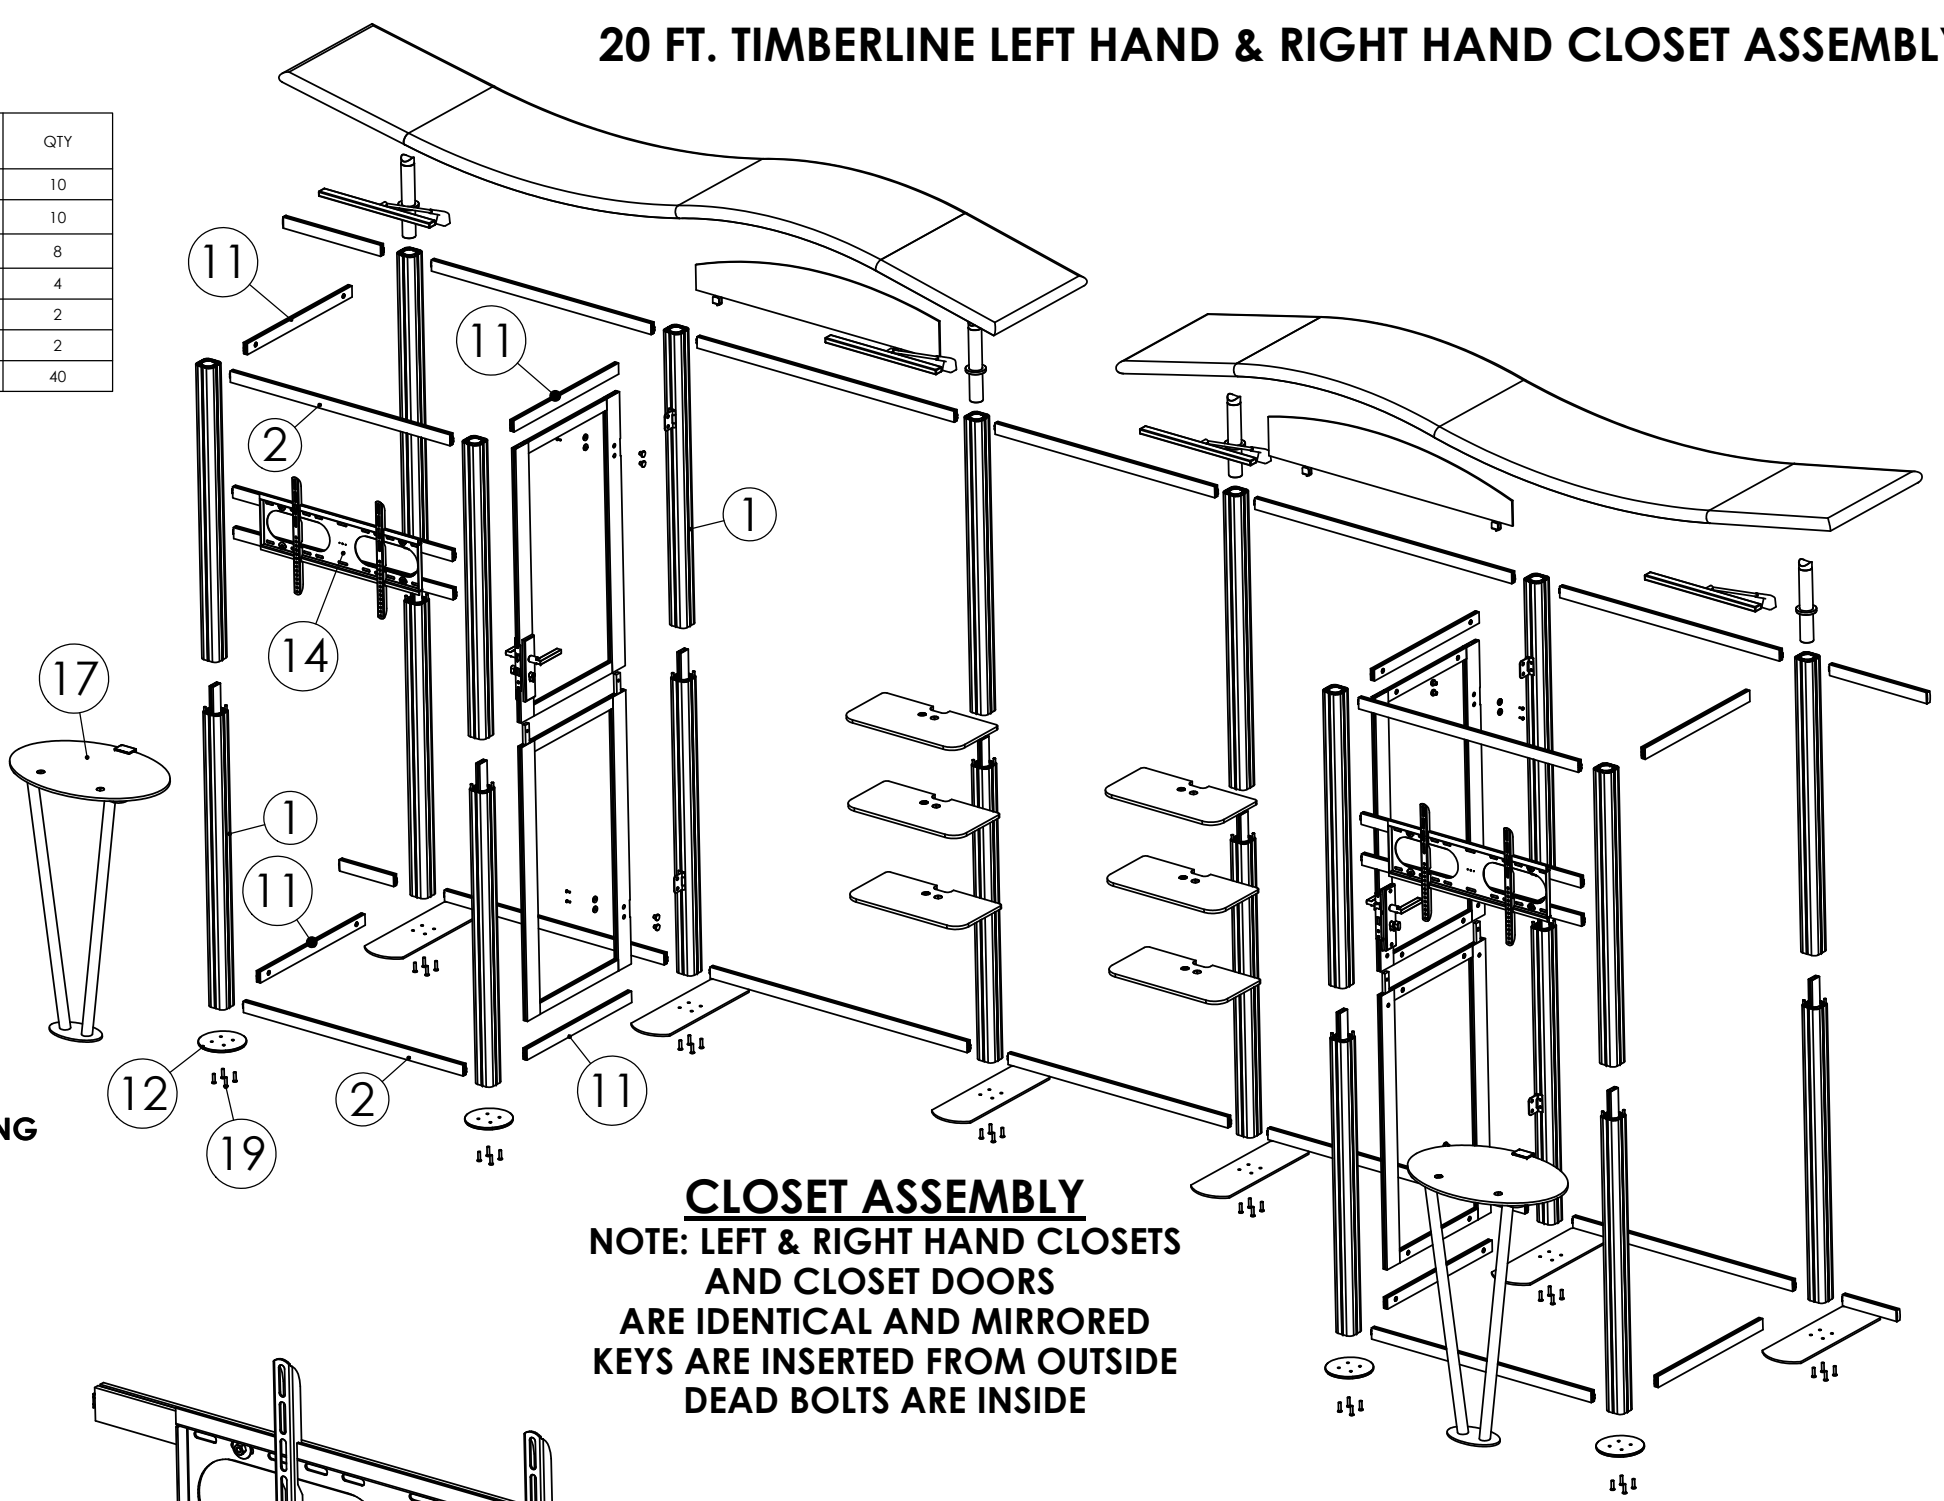 20 FT. TIMBERLINE LEFT HAND & RIGHT HAND CLOSET ASSEMBLY
QTY
10
10
8
4
2
2
40
11
11
2
1
14
17
1
11
12
2
11
19
NG
CLOSET ASSEMBLY
NOTE: LEFT & RIGHT HAND CLOSETS
AND CLOSET DOORS
ARE IDENTICAL AND MIRRORED
KEYS ARE INSERTED FROM OUTSIDE
DEAD BOLTS ARE INSIDE